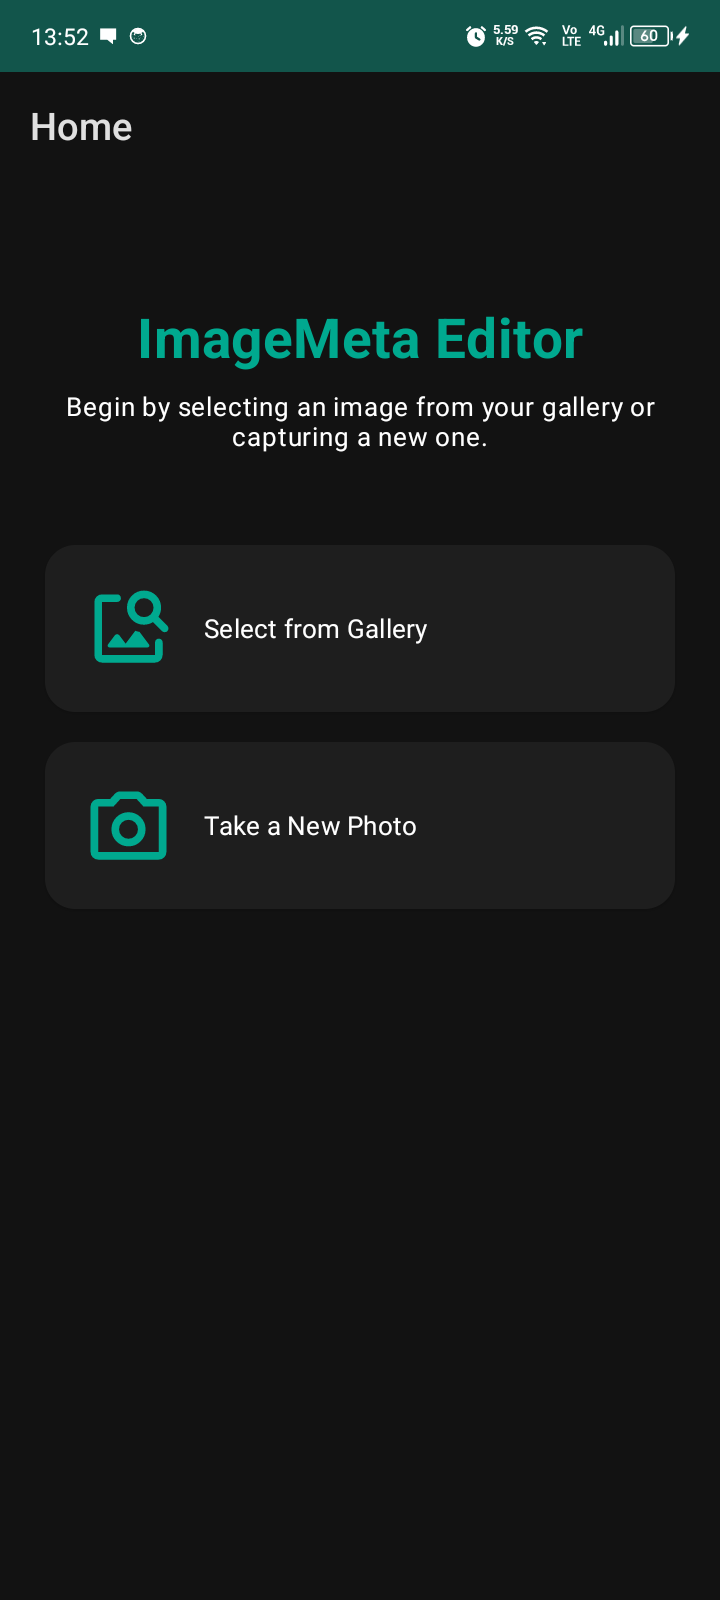 13:52 5.59 K/S Vo LTE 4G 60
Home
ImageMeta Editor
Begin by selecting an image from your gallery or
capturing a new one.
Select from Gallery
Take a New Photo